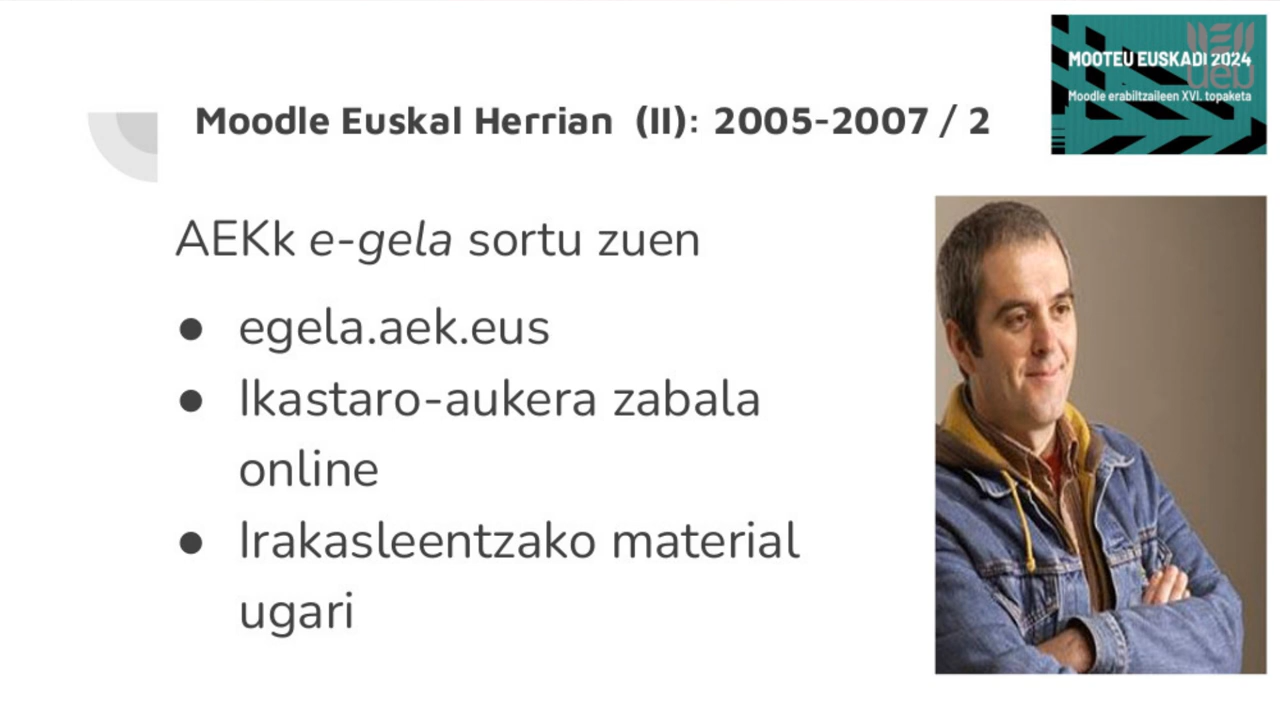 MOOTEU EUSKADI 2024
Moodle erabiltzaileen XVI. topaketa
ueu
Moodle Euskal Herrian (II): 2005-2007 / 2
AEKk e-gela sortu zuen
● egela.aek.eus
● Ikastaro-aukera zabala
online
● Irakasleentzako material
ugari